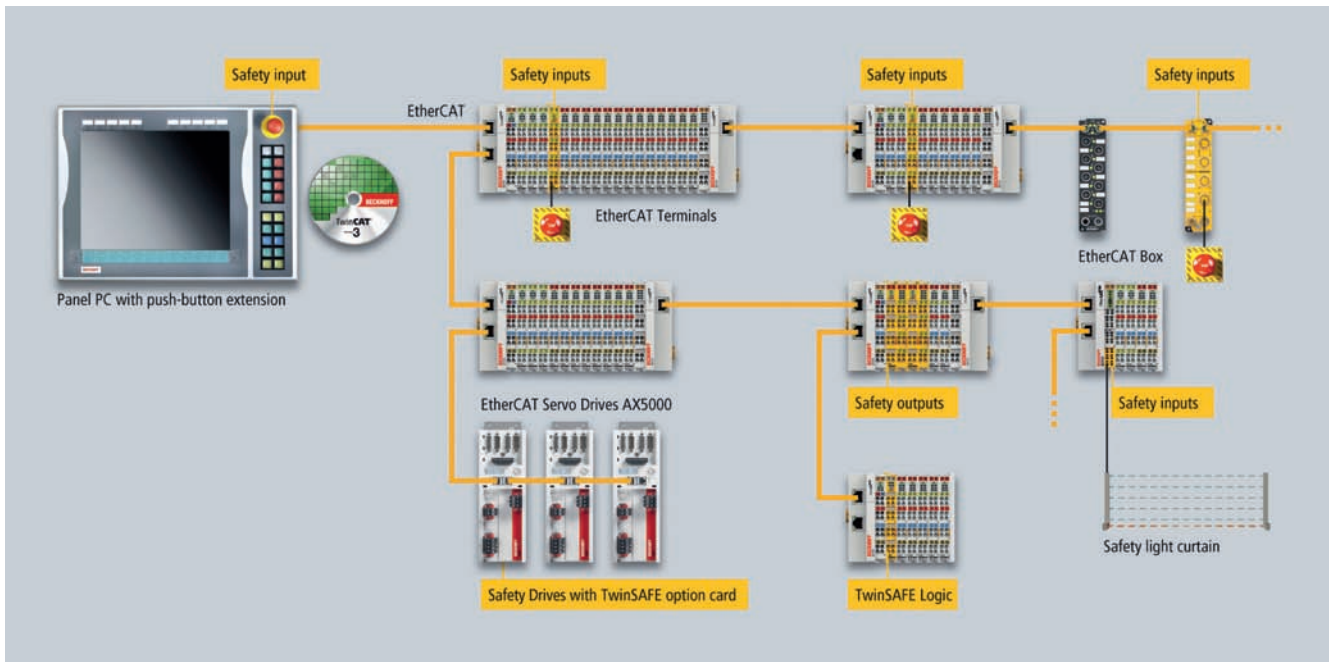 Safety input
Safety inputs
Safety inputs
Safety inputs
EtherCAT
BECKHOFF
TwinCAT
3
EtherCAT Terminals
EtherCAT Box
Panel PC with push-button extension
EtherCAT Servo Drives AX5000
Safety outputs
Safety inputs
Safety light curtain
Safety Drives with TwinSAFE option card
TwinSAFE Logic